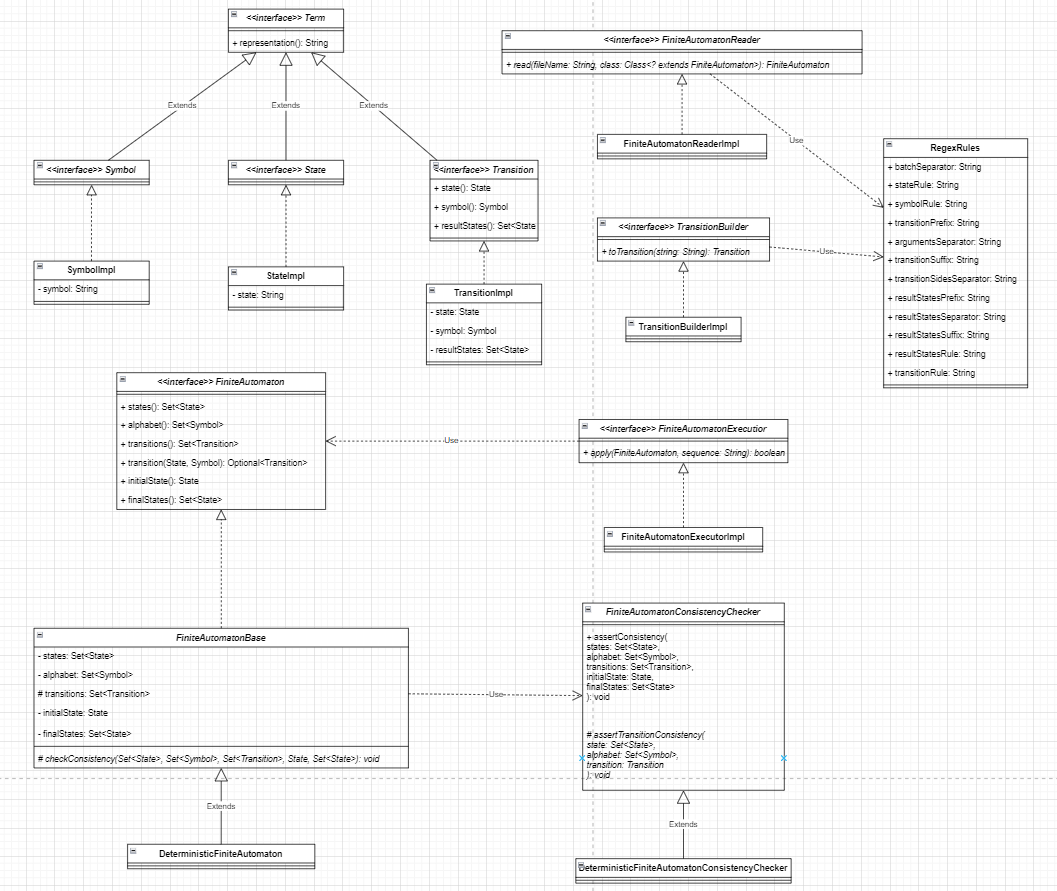 <<interface>> Term
+ representation(): String
Extends
Extends
Extends
<<interface>> Symbol
<<interface>> State
<<interface>> Transition
+ state(): State
+ symbol(): Symbol
+ resultStates(): Set<State
SymbolImpl
- symbol: String
StateImpl
- state: String
TransitionImpl
- state: State
- symbol: Symbol
- resultStates: Set<State>
<<interface>> FiniteAutomatonReader
+ read(fileName: String, class: Class<? extends FiniteAutomaton>): FiniteAutomaton
FiniteAutomatonReaderImpl
Use
<<interface>> TransitionBuilder
+ toTransition(string: String): Transition
Use
TransitionBuilderImpl
RegexRules
+ batchSeparator: String
+ stateRule: String
+ symbolRule: String
+ transitionPrefix: String
+ argumentsSeparator: String
+ transitionSuffix: String
+ transitionSidesSeparator: String
+ resultStatesPrefix: String
+ resultStatesSeparator: String
+ resultStatesSuffix: String
+ resultStatesRule: String
+ transitionRule: String
<<interface>> FiniteAutomaton
+ states(): Set<State>
+ alphabet(): Set<Symbol>
+ transitions(): Set<Transition>
+ transition(State, Symbol): Optional<Transition>
+ initialState(): State
+ finalStates(): Set<State>
Use
<<interface>> FiniteAutomatonExecutior
+ apply(FiniteAutomaton, sequence: String): boolean
FiniteAutomatonExecutorImpl
FiniteAutomatonBase
- states: Set<State>
- alphabet: Set<Symbol>
# transitions: Set<Transition>
- initialState: State
- finalStates: Set<State>
# checkConsistency(Set<State>, Set<Symbol>, Set<Transition>, State, Set<State>): void
Use
Extends
DeterministicFiniteAutomaton
FiniteAutomatonConsistencyChecker
+ assertConsistency(
states: Set<State>,
alphabet: Set<Symbol>,
transitions: Set<Transition>,
initialState: State,
finalStates: Set<State>
): void
# assertTransitionConsistency(
state: Set<State>,
alphabet: Set<Symbol>,
transition: Transition
): void
Extends
DeterministicFiniteAutomatonConsistencyChecker